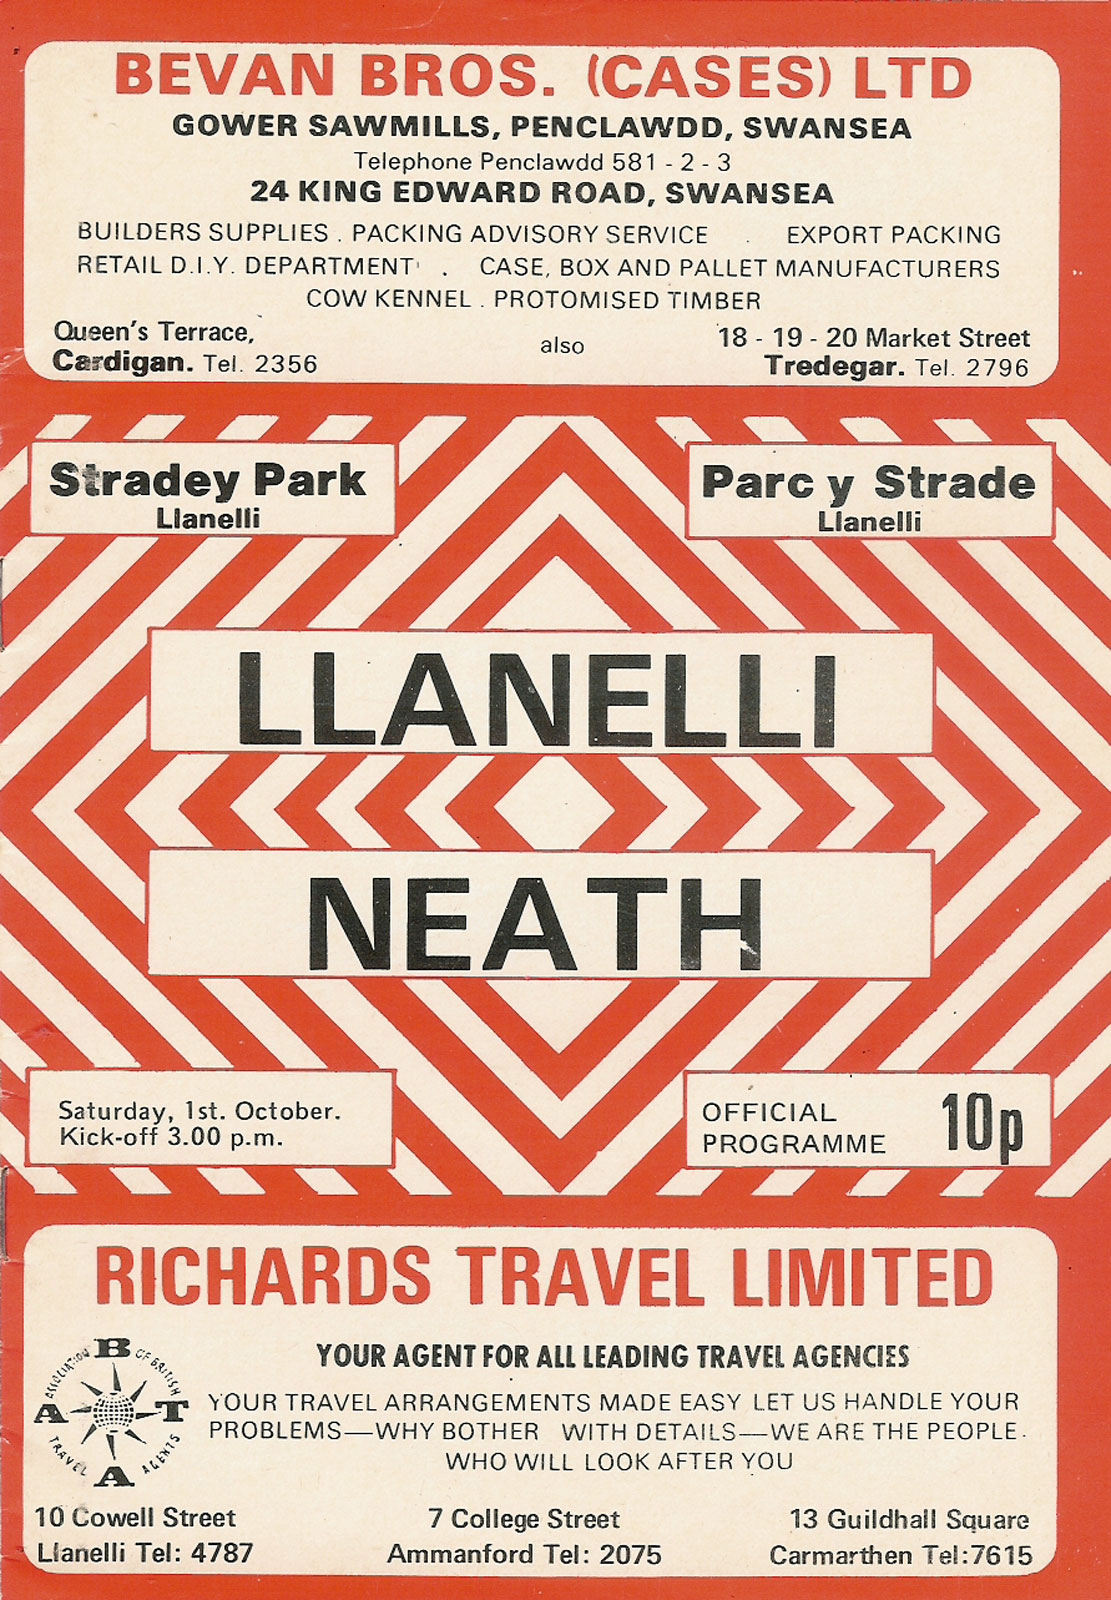 BEVAN BROS. (CASES) LTD
GOWER SAWMILLS, PENCLAWDD, SWANSEA
Telephone Penclawdd 581 - 2 - 3
24 KING EDWARD ROAD, SWANSEA
BUILDERS SUPPLIES . PACKING ADVISORY SERVICE . EXPORT PACKING
RETAIL D.I.Y. DEPARTMENT . CASE, BOX AND PALLET MANUFACTURERS
COW KENNEL . PROTOMISED TIMBER
Queen's Terrace,
Cardigan. Tel. 2356
also
18 - 19 - 20 Market Street
Tredegar. Tel. 2796
Stradey Park
Llanelli
Parc y Strade
Llanelli
LLANELLI
NEATH
Saturday, 1st. October.
Kick-off 3.00 p.m.
OFFICIAL
PROGRAMME
10p
RICHARDS TRAVEL LIMITED
ASSOCIATION OF BRITISH
TRAVEL AGENTS
A B T A
YOUR AGENT FOR ALL LEADING TRAVEL AGENCIES
YOUR TRAVEL ARRANGEMENTS MADE EASY LET US HANDLE YOUR
PROBLEMS—WHY BOTHER WITH DETAILS—WE ARE THE PEOPLE.
WHO WILL LOOK AFTER YOU
10 Cowell Street
Llanelli Tel: 4787
7 College Street
Ammanford Tel: 2075
13 Guildhall Square
Carmarthen Tel:7615